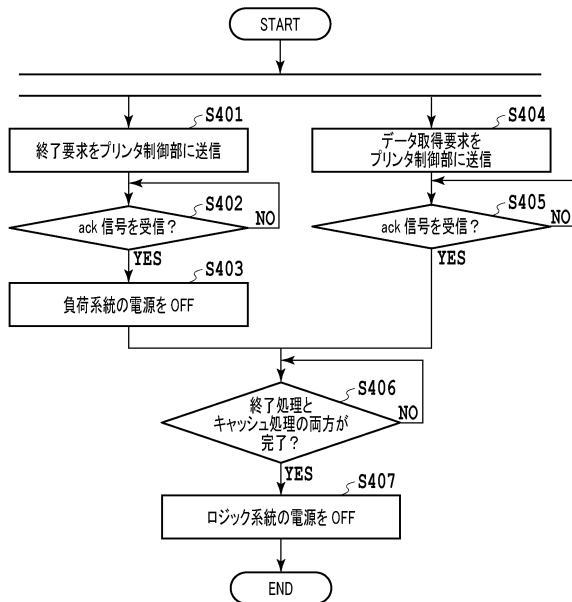 START
S401
終了要求をプリンタ制御部に送信
S402
ack 信号を受信？
NO
YES
S403
負荷系統の電源を OFF
S404
データ取得要求を
プリンタ制御部に送信
S405
ack 信号を受信？
NO
YES
S406
終了処理と
キャッシュ処理の両方が
完了？
NO
YES
S407
ロジック系統の電源を OFF
END